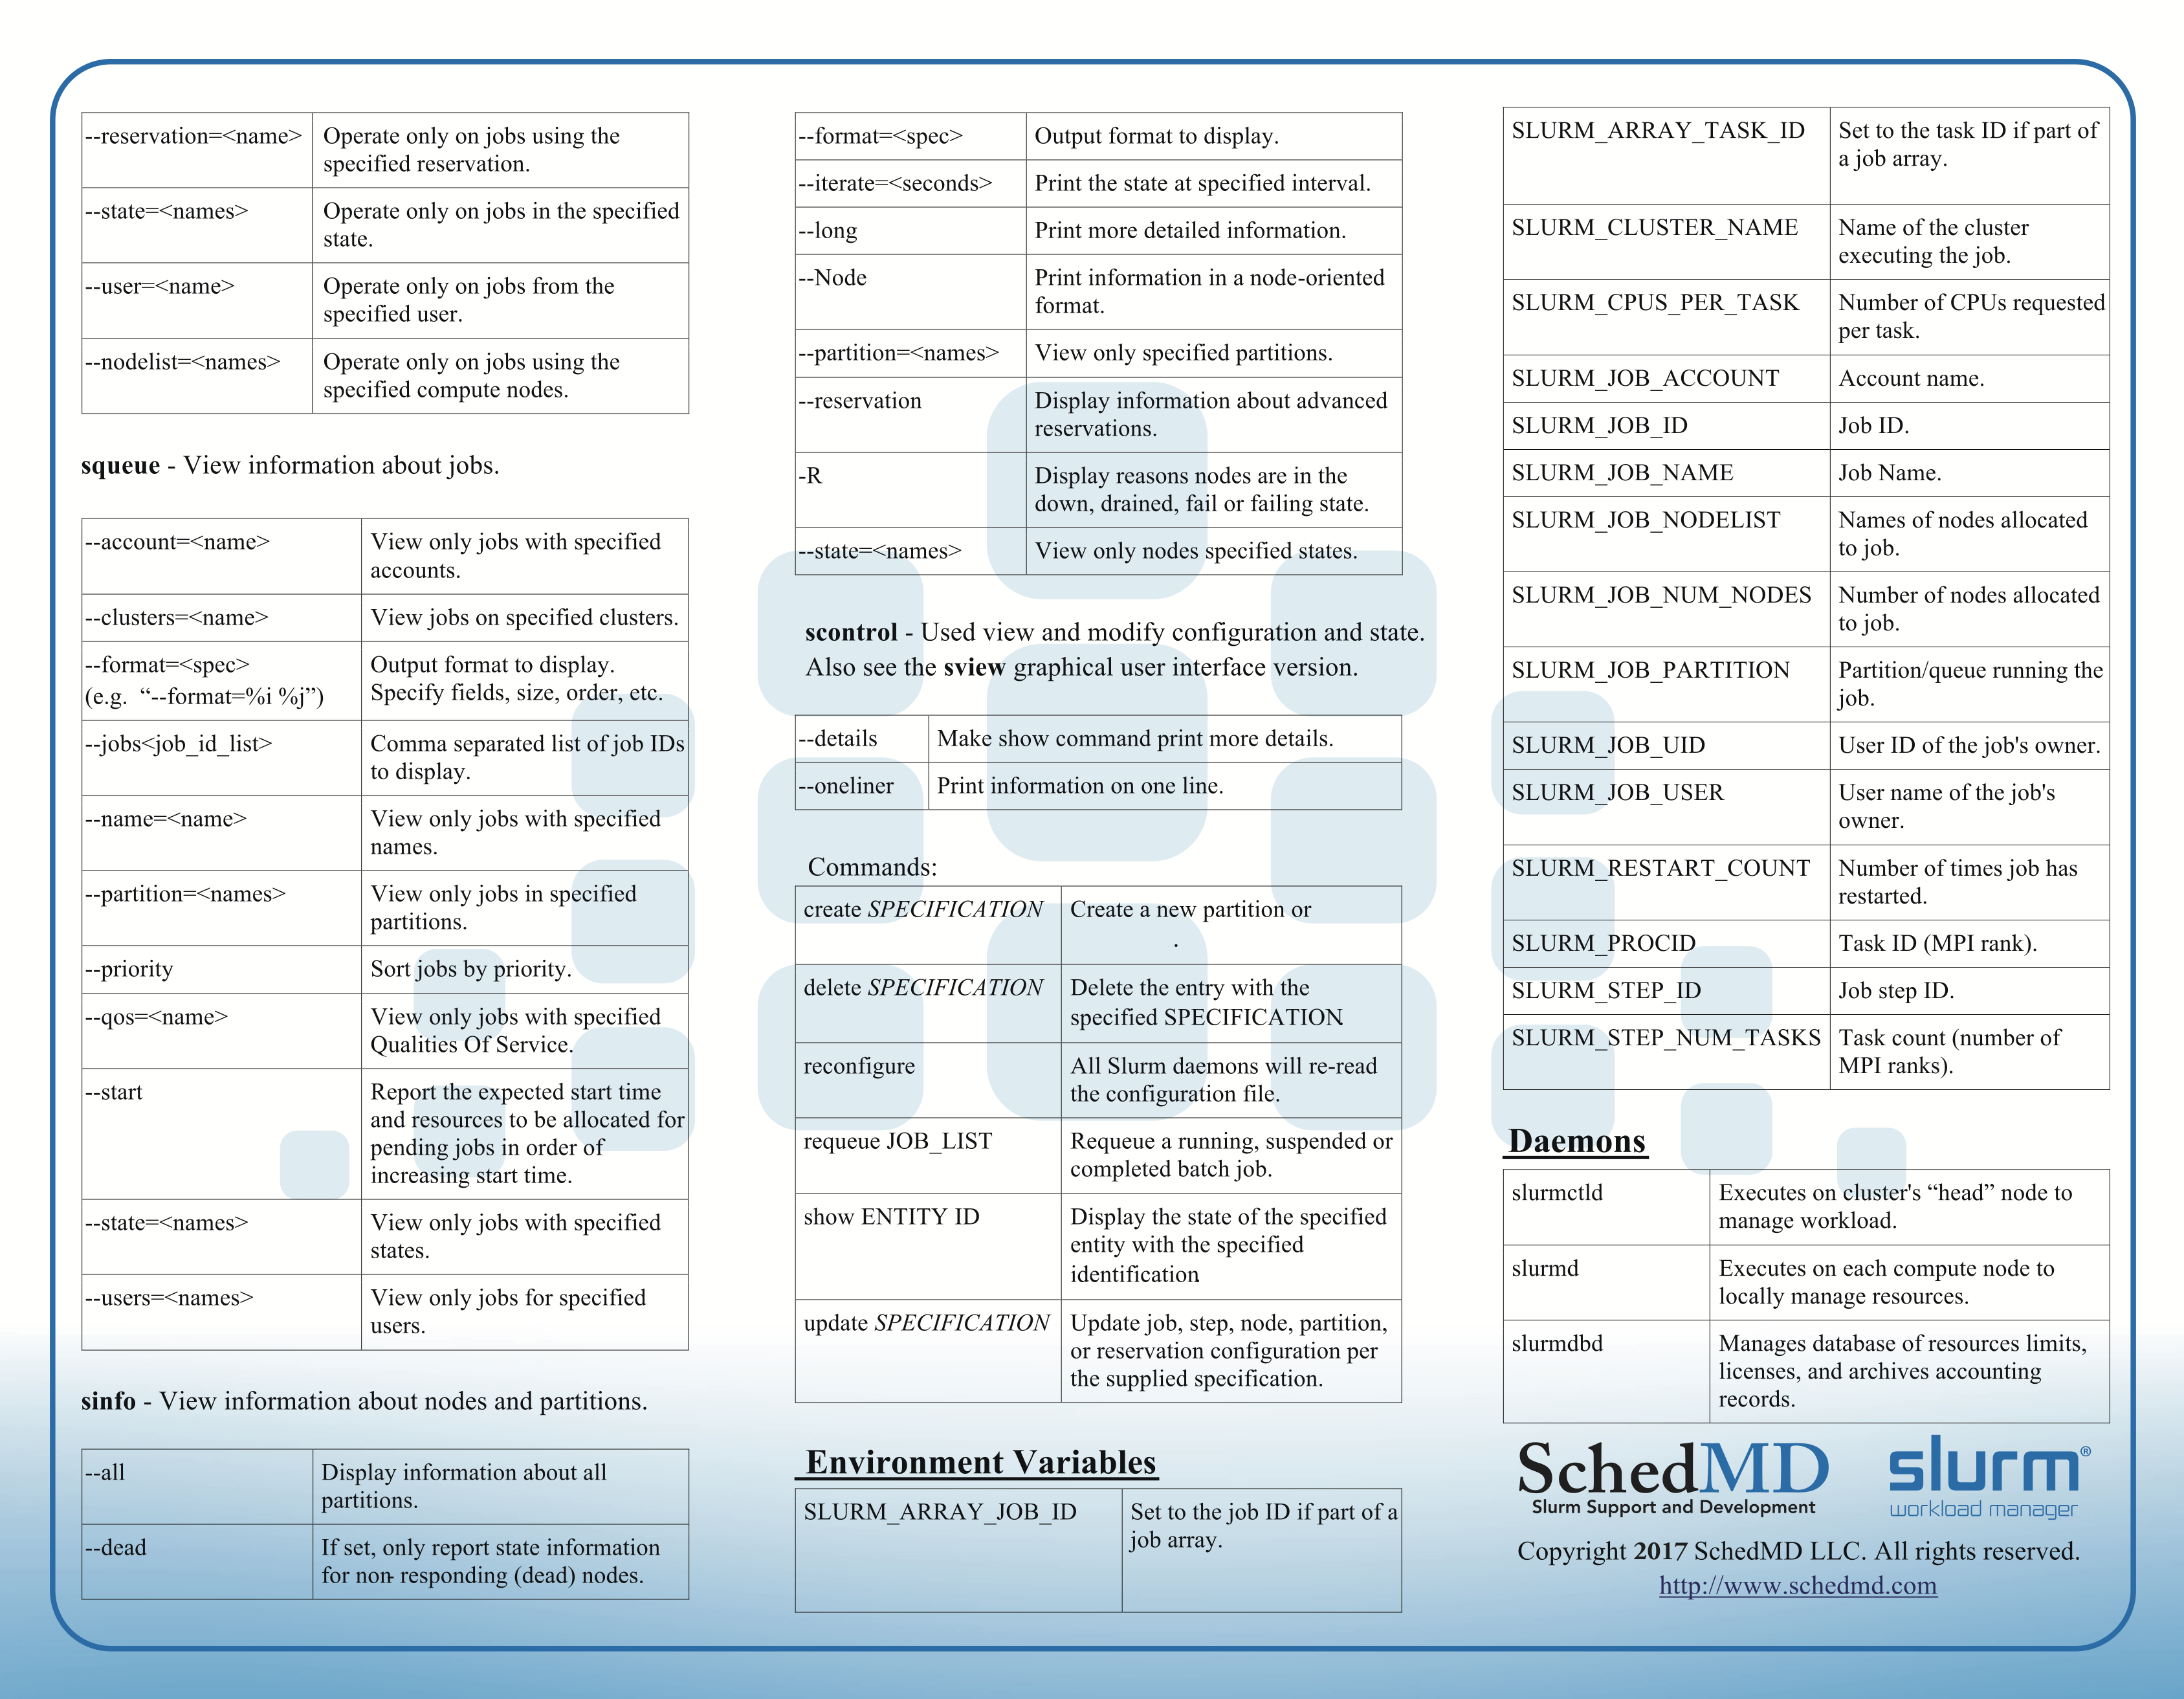 --reservation=<name> Operate only on jobs using the
specified reservation.
--state=<names> Operate only on jobs in the specified
state.
--user=<name> Operate only on jobs from the
specified user.
--nodelist=<names> Operate only on jobs using the
specified compute nodes.
squeue - View information about jobs.
--account=<name> View only jobs with specified
accounts.
--clusters=<name> View jobs on specified clusters.
--format=<spec> Output format to display.
(e.g. “--format=%i %j”) Specify fields, size, order, etc.
--jobs<job_id_list> Comma separated list of job IDs
to display.
--name=<name> View only jobs with specified
names.
--partition=<names> View only jobs in specified
partitions.
--priority Sort jobs by priority.
--qos=<name> View only jobs with specified
Qualities Of Service.
--start Report the expected start time
and resources to be allocated for
pending jobs in order of
increasing start time.
--state=<names> View only jobs with specified
states.
--users=<names> View only jobs for specified
users.
sinfo - View information about nodes and partitions.
--all Display information about all
partitions.
--dead If set, only report state information
for non- responding (dead) nodes.
--format=<spec> Output format to display.
--iterate=<seconds> Print the state at specified interval.
--long Print more detailed information.
--Node Print information in a node-oriented
format.
--partition=<names> View only specified partitions.
--reservation Display information about advanced
reservations.
-R Display reasons nodes are in the
down, drained, fail or failing state.
--state=<names> View only nodes specified states.
scontrol - Used view and modify configuration and state.
Also see the sview graphical user interface version.
--details Make show command print more details.
--oneliner Print information on one line.
Commands:
create SPECIFICATION Create a new partition or
.
delete SPECIFICATION Delete the entry with the
specified SPECIFICATION.
reconfigure All Slurm daemons will re-read
the configuration file.
requeue JOB_LIST Requeue a running, suspended or
completed batch job.
show ENTITY ID Display the state of the specified
entity with the specified
identification.
update SPECIFICATION Update job, step, node, partition,
or reservation configuration per
the supplied specification.
Environment Variables
SLURM_ARRAY_JOB_ID Set to the job ID if part of a
job array.
SLURM_ARRAY_TASK_ID Set to the task ID if part of
a job array.
SLURM_CLUSTER_NAME Name of the cluster
executing the job.
SLURM_CPUS_PER_TASK Number of CPUs requested
per task.
SLURM_JOB_ACCOUNT Account name.
SLURM_JOB_ID Job ID.
SLURM_JOB_NAME Job Name.
SLURM_JOB_NODELIST Names of nodes allocated
to job.
SLURM_JOB_NUM_NODES Number of nodes allocated
to job.
SLURM_JOB_PARTITION Partition/queue running the
job.
SLURM_JOB_UID User ID of the job's owner.
SLURM_JOB_USER User name of the job's
owner.
SLURM_RESTART_COUNT Number of times job has
restarted.
SLURM_PROCID Task ID (MPI rank).
SLURM_STEP_ID Job step ID.
SLURM_STEP_NUM_TASKS Task count (number of
MPI ranks).
Daemons
slurmctld Executes on cluster's “head” node to
manage workload.
slurmd Executes on each compute node to
locally manage resources.
slurmdbd Manages database of resources limits,
licenses, and archives accounting
records.
SchedMD
Slurm Support and Development
slurm®
workload manager
Copyright 2017 SchedMD LLC. All rights reserved.
http://www.schedmd.com